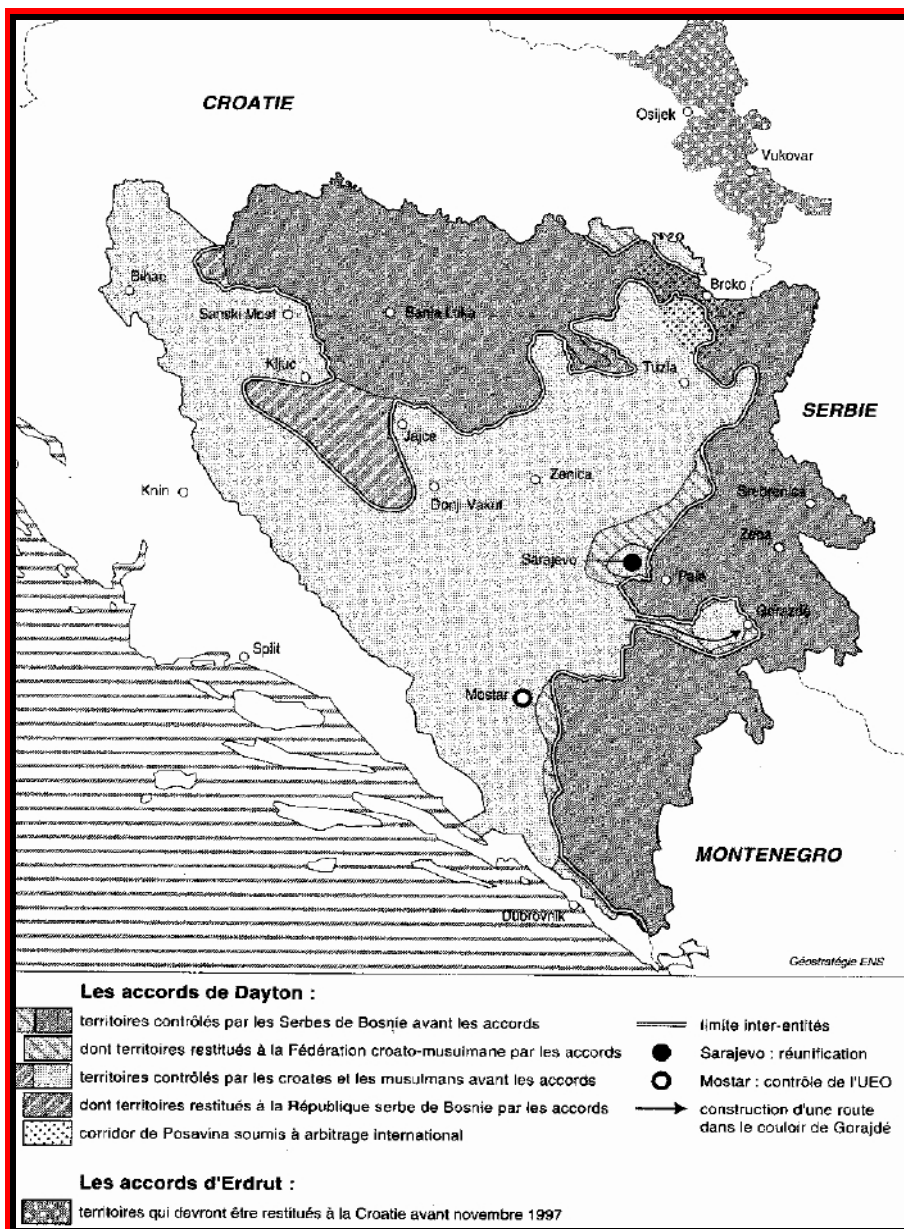 CROATIE
Osijek
Vukovar
Bihac
Brcko
Sanski Most
Banja Luka
Kljuc
Tuzla
SERBIE
Jajce
Zenica
Knin
Donji-Vakuf
Srebrenica
Zepa
Sarajevo
Pale
Gorazdé
Split
Mostar
MONTENEGRO
Dubrovnik
Géostratégie ENS
Les accords de Dayton :
territoires contrôlés par les Serbes de Bosnie avant les accords
dont territoires restitués à la Fédération croato-musulmane par les accords
territoires contrôlés par les croates et les musulmans avant les accords
dont territoires restitués à la République serbe de Bosnie par les accords
corridor de Posavina soumis à arbitrage international
limite inter-entités
Sarajevo : réunification
Mostar : contrôle de l'UEO
construction d'une route
dans le couloir de Gorajdé
Les accords d'Erdrut :
territoires qui devront être restitués à la Croatie avant novembre 1997